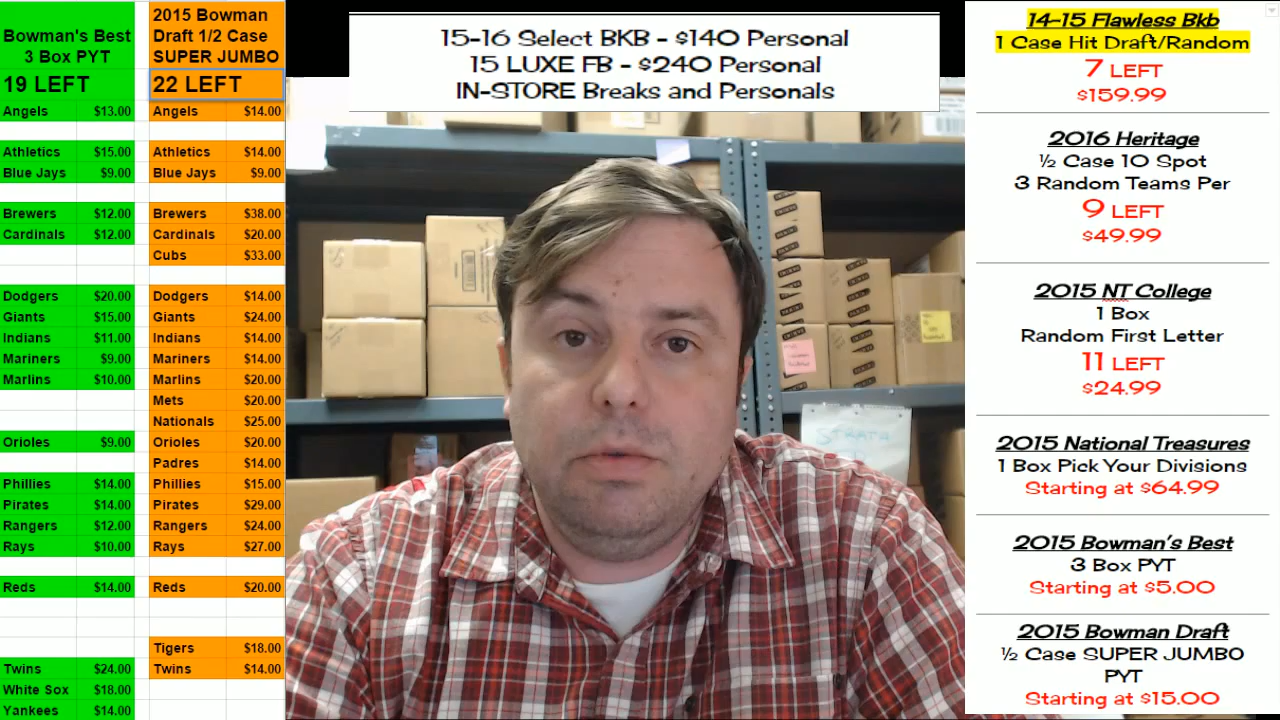 Bowman's Best
3 Box PYT
19 LEFT
Angels $13.00
Athletics $15.00
Blue Jays $9.00
Brewers $12.00
Cardinals $12.00
Dodgers $20.00
Giants $15.00
Indians $11.00
Mariners $9.00
Marlins $10.00
Orioles $9.00
Phillies $14.00
Pirates $14.00
Rangers $12.00
Rays $10.00
Reds $14.00
Twins $24.00
White Sox $18.00
Yankees $14.00
2015 Bowman
Draft 1/2 Case
SUPER JUMBO
22 LEFT
Angels $14.00
Athletics $14.00
Blue Jays $9.00
Brewers $38.00
Cardinals $20.00
Cubs $33.00
Dodgers $14.00
Giants $24.00
Indians $14.00
Mariners $14.00
Marlins $20.00
Mets $20.00
Nationals $25.00
Orioles $20.00
Padres $14.00
Phillies $15.00
Pirates $29.00
Rangers $24.00
Rays $27.00
Reds $20.00
Tigers $18.00
Twins $14.00
15-16 Select BKB - $140 Personal
15 LUXE FB - $240 Personal
IN-STORE Breaks and Personals
STRATA
14-15 Flawless Bkb
1 Case Hit Draft/Random
7 LEFT
$159.99
2016 Heritage
½ Case 10 Spot
3 Random Teams Per
9 LEFT
$49.99
2015 NT College
1 Box
Random First Letter
11 LEFT
$24.99
2015 National Treasures
1 Box Pick Your Divisions
Starting at $64.99
2015 Bowman's Best
3 Box PYT
Starting at $5.00
2015 Bowman Draft
½ Case SUPER JUMBO
PYT
Starting at $15.00